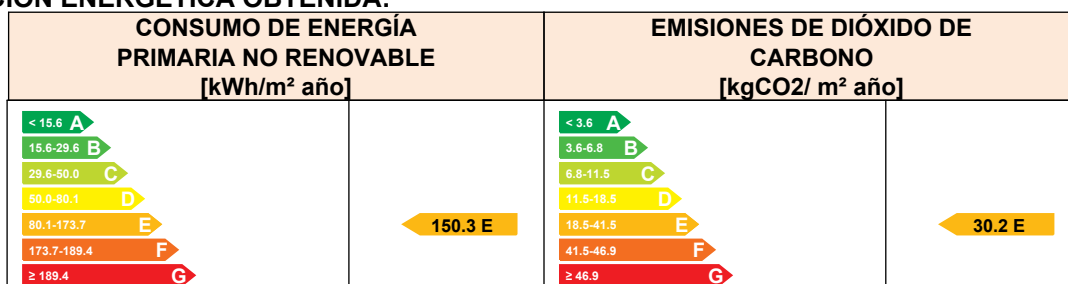 CIÓN ENERGÉTICA OBTENIDA:
CONSUMO DE ENERGÍA
PRIMARIA NO RENOVABLE
[kWh/m² año]
EMISIONES DE DIÓXIDO DE
CARBONO
[kgCO2/ m² año]
< 15.6 A
15.6-29.6 B
29.6-50.0 C
50.0-80.1 D
80.1-173.7 E
173.7-189.4 F
≥ 189.4 G
150.3 E
< 3.6 A
3.6-6.8 B
6.8-11.5 C
11.5-18.5 D
18.5-41.5 E
41.5-46.9 F
≥ 46.9 G
30.2 E